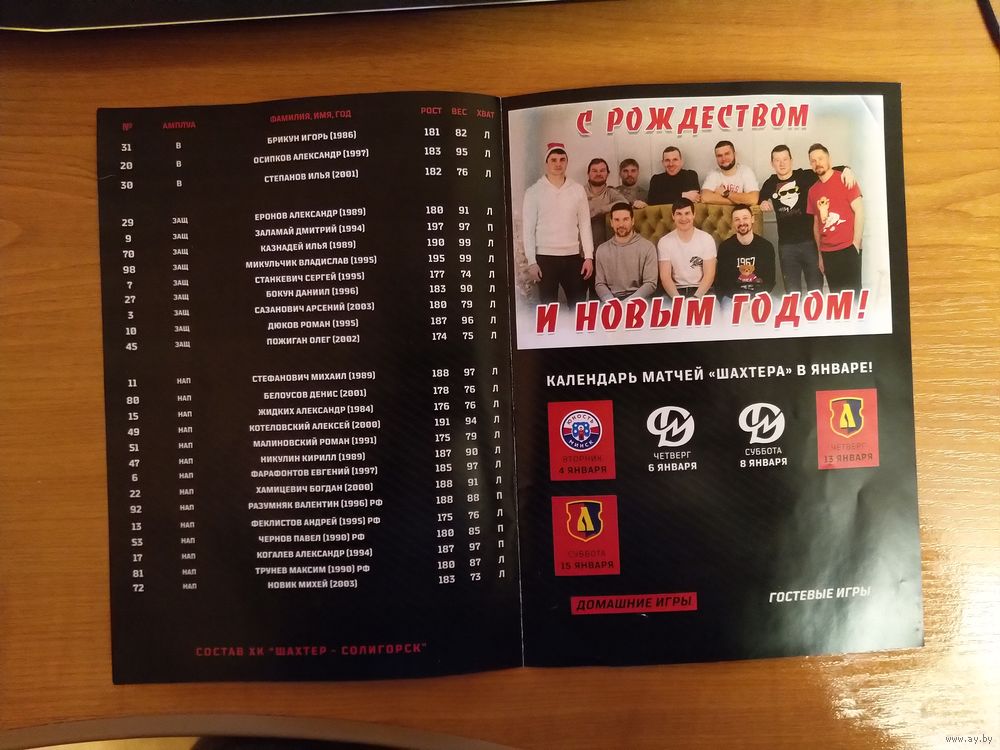 № АМПЛУА ФАМИЛИЯ, ИМЯ, ГОД РОСТ ВЕС ХВАТ
31 В БРИКУН ИГОРЬ (1986) 181 82 Л
20 В ОСИПКОВ АЛЕКСАНДР (1997) 183 95 Л
30 В СТЕПАНОВ ИЛЬЯ (2001) 182 76 Л
29 ЗАЩ ЕРОНОВ АЛЕКСАНДР (1989) 180 91 Л
9 ЗАЩ ЗАЛАМАЙ ДМИТРИЙ (1994) 197 97 П
70 ЗАЩ КАЗНАДЕЙ ИЛЬЯ (1989) 190 99 Л
98 ЗАЩ МИКУЛЬЧИК ВЛАДИСЛАВ (1995) 195 99 Л
7 ЗАЩ СТАНКЕВИЧ СЕРГЕЙ (1995) 177 74 Л
27 ЗАЩ БОКУН ДАНИИЛ (1996) 183 90 Л
3 ЗАЩ САЗАНОВИЧ АРСЕНИЙ (2003) 180 79 Л
10 ЗАЩ ДЮКОВ РОМАН (1995) 187 96 Л
45 ЗАЩ ПОЖИГАН ОЛЕГ (2002) 174 75 Л
11 НАП СТЕФАНОВИЧ МИХАИЛ (1989) 188 97 Л
80 НАП БЕЛОУСОВ ДЕНИС (2001) 178 76 Л
15 НАП ЖИДКИХ АЛЕКСАНДР (1984) 176 76 Л
49 НАП КОТЕЛОВСКИЙ АЛЕКСЕЙ (2000) 191 94 Л
51 НАП МАЛИНОВСКИЙ РОМАН (1991) 175 79 Л
47 НАП НИКУЛИН КИРИЛЛ (1989) 187 90 Л
6 НАП ФАРАФОНТОВ ЕВГЕНИЙ (1997) 185 97 Л
22 НАП ХАМИЦЕВИЧ БОГДАН (2000) 188 91 Л
92 НАП РАЗУМНЯК ВАЛЕНТИН (1996) РФ 188 88 П
13 НАП ФЕКЛИСТОВ АНДРЕЙ (1995) РФ 175 76 Л
53 НАП ЧЕРНОВ ПАВЕЛ (1990) РФ 180 85 П
17 НАП КОГАЛЕВ АЛЕКСАНДР (1994) 187 97 П
81 НАП ТРУНЕВ МАКСИМ (1990) РФ 180 87 Л
72 НАП НОВИК МИХЕЙ (2003) 183 73 Л
СОСТАВ ХК "ШАХТЕР - СОЛИГОРСК"
С РОЖДЕСТВОМ
1967
И НОВЫМ ГОДОМ!
КАЛЕНДАРЬ МАТЧЕЙ «ШАХТЕРА» В ЯНВАРЕ!
ЮНОСТЬ
МИНСК
ВТОРНИК
4 ЯНВАРЯ
ЧЕТВЕРГ
6 ЯНВАРЯ
СУББОТА
8 ЯНВАРЯ
Л
ЧЕТВЕРГ
13 ЯНВАРЯ
Л
СУББОТА
15 ЯНВАРЯ
ДОМАШНИЕ ИГРЫ
ГОСТЕВЫЕ ИГРЫ
www.ay.by